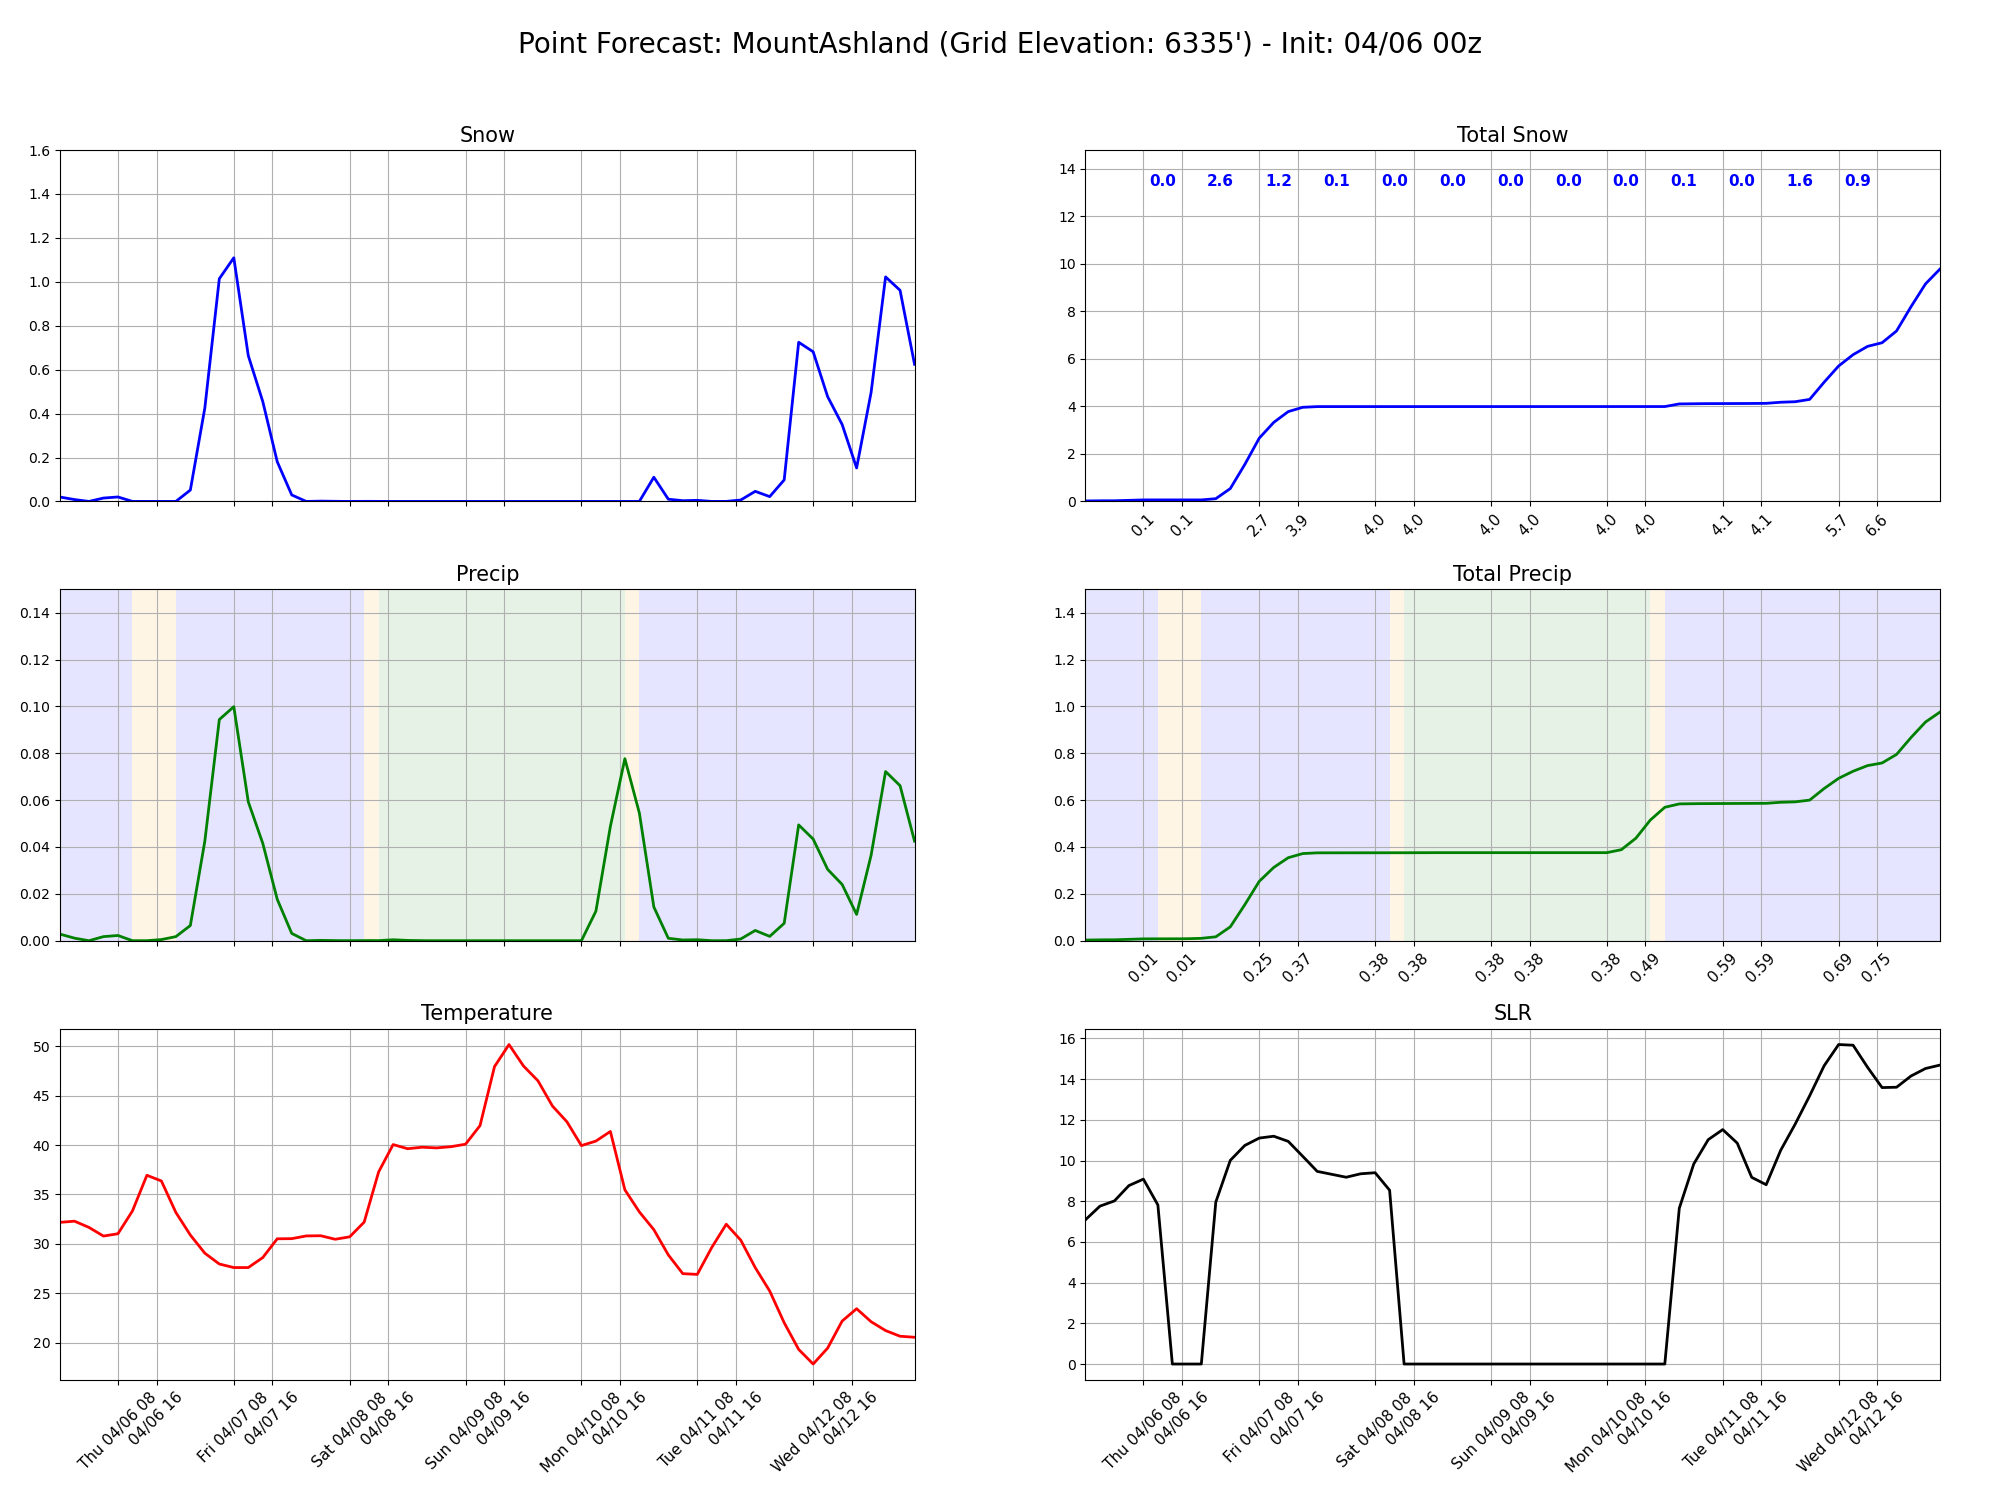 Point Forecast: MountAshland (Grid Elevation: 6335') - Init: 04/06 00z
Snow
1.6
1.4
1.2
1.0
0.8
0.6
0.4
0.2
0.0
Total Snow
14
12
10
8
6
4
2
0
0.0 2.6 1.2 0.1 0.0 0.0 0.0 0.0 0.0 0.1 0.0 1.6 0.9
0.1 0.1 2.7 3.9 4.0 4.0 4.0 4.0 4.0 4.0 4.1 4.1 5.7 6.6
Precip
0.14
0.12
0.10
0.08
0.06
0.04
0.02
0.00
Total Precip
1.4
1.2
1.0
0.8
0.6
0.4
0.2
0.0
0.01 0.01 0.25 0.37 0.38 0.38 0.38 0.38 0.38 0.49 0.59 0.59 0.69 0.75
Temperature
50
45
40
35
30
25
20
Thu 04/06 08
04/06 16
Fri 04/07 08
04/07 16
Sat 04/08 08
04/08 16
Sun 04/09 08
04/09 16
Mon 04/10 08
04/10 16
Tue 04/11 08
04/11 16
Wed 04/12 08
04/12 16
SLR
16
14
12
10
8
6
4
2
0
Thu 04/06 08
04/06 16
Fri 04/07 08
04/07 16
Sat 04/08 08
04/08 16
Sun 04/09 08
04/09 16
Mon 04/10 08
04/10 16
Tue 04/11 08
04/11 16
Wed 04/12 08
04/12 16